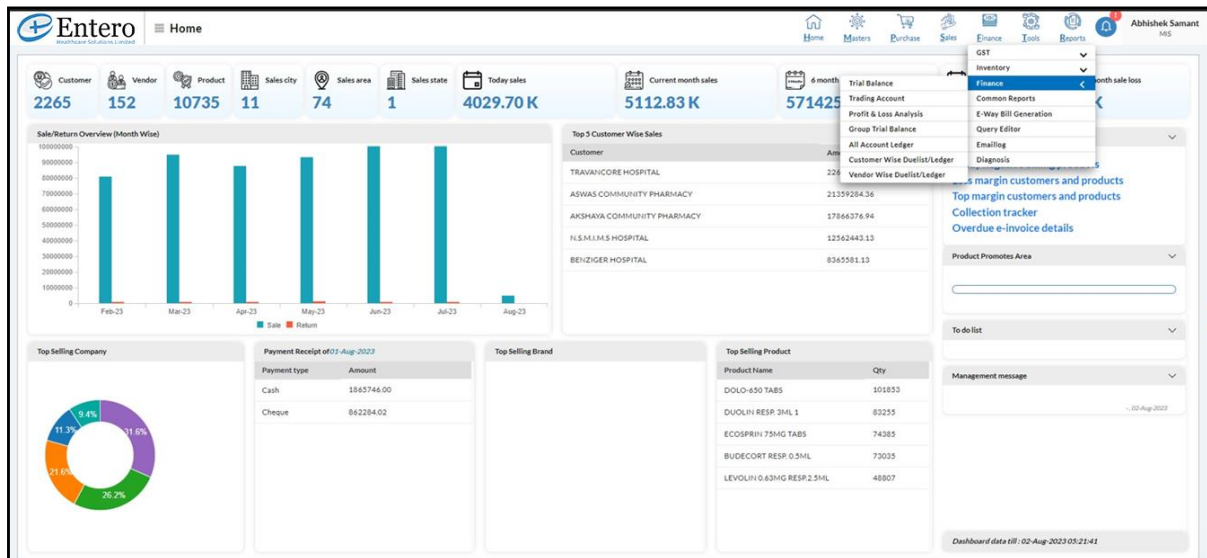 Entero
Healthcare Solutions Limited
Home
Home
Masters
Purchase
Sales
Finance
Tools
Reports
Abhishek Samant
MIS
GST
Inventory
Finance
Common Reports
E-Way Bill Generation
Query Editor
Emaillog
Diagnosis
Trial Balance
Trading Account
Profit & Loss Analysis
Group Trial Balance
All Account Ledger
Customer Wise Duelist/Ledger
Vendor Wise Duelist/Ledger
Customer
2265
Vendor
152
Product
10735
Sales city
11
Sales area
74
Sales state
1
Today sales
4029.70 K
Current month sales
5112.83 K
6 month
571425
onth sale loss
K
Sale/Return Overview (Month Wise)
100000000
90000000
80000000
70000000
60000000
50000000
40000000
30000000
20000000
10000000
0
Feb-23 Mar-23 Apr-23 May-23 Jun-23 Jul-23 Aug-23
Sale Return
Top 5 Customer Wise Sales
Customer
TRAVANCORE HOSPITAL
ASWAS COMMUNITY PHARMACY 21359284.36
AKSHAYA COMMUNITY PHARMACY 17866376.94
N.S.M.I.M.S HOSPITAL 12562443.13
BENZIGER HOSPITAL 8365581.13
margin customers and products
Top margin customers and products
Collection tracker
Overdue e-invoice details
Product Promotes Area
To do list
Management message
-, 02-Aug-2023
Top Selling Company
9.4%
31.6%
11.3%
21.6%
26.2%
Payment Receipt of 01-Aug-2023
Payment type Amount
Cash 1865746.00
Cheque 862284.02
Top Selling Brand
Top Selling Product
Product Name Qty
DOLO-650 TABS 101853
DUOLIN RESP. 3ML 1 83255
ECOSPRIN 75MG TABS 74385
BUDECORT RESP. 0.5ML 73035
LEVOLIN 0.63MG RESP.2.5ML 48807
Dashboard data till : 02-Aug-2023 05:21:41